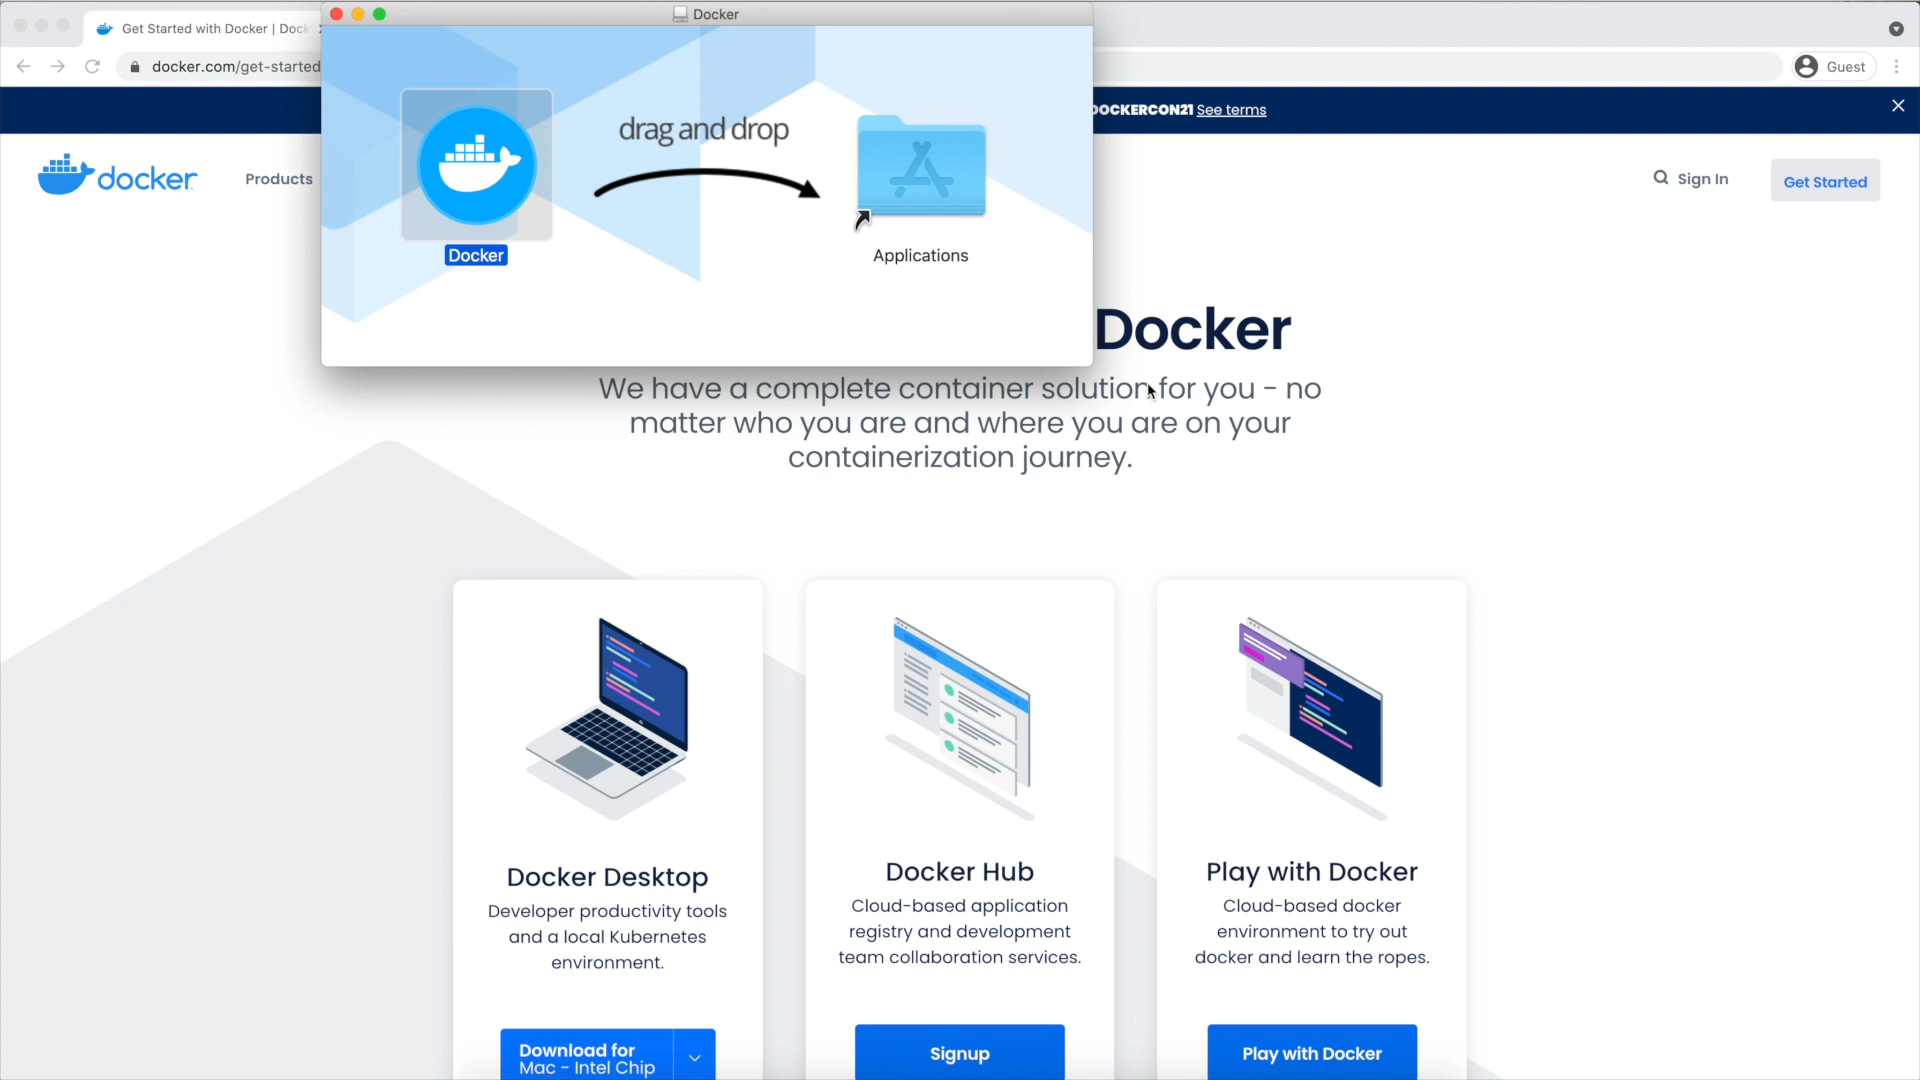 Docker
Get Started with Docker | Doc
docker.com/get-started
Guest
drag and drop
Docker
Applications
DOCKERCON21 See terms
docker
Products
Sign In
Get Started
Docker
We have a complete container solution for you - no
matter who you are and where you are on your
containerization journey.
Docker Desktop
Developer productivity tools
and a local Kubernetes
environment.
Download for
Mac - Intel Chip
Docker Hub
Cloud-based application
registry and development
team collaboration services.
Signup
Play with Docker
Cloud-based docker
environment to try out
docker and learn the ropes.
Play with Docker